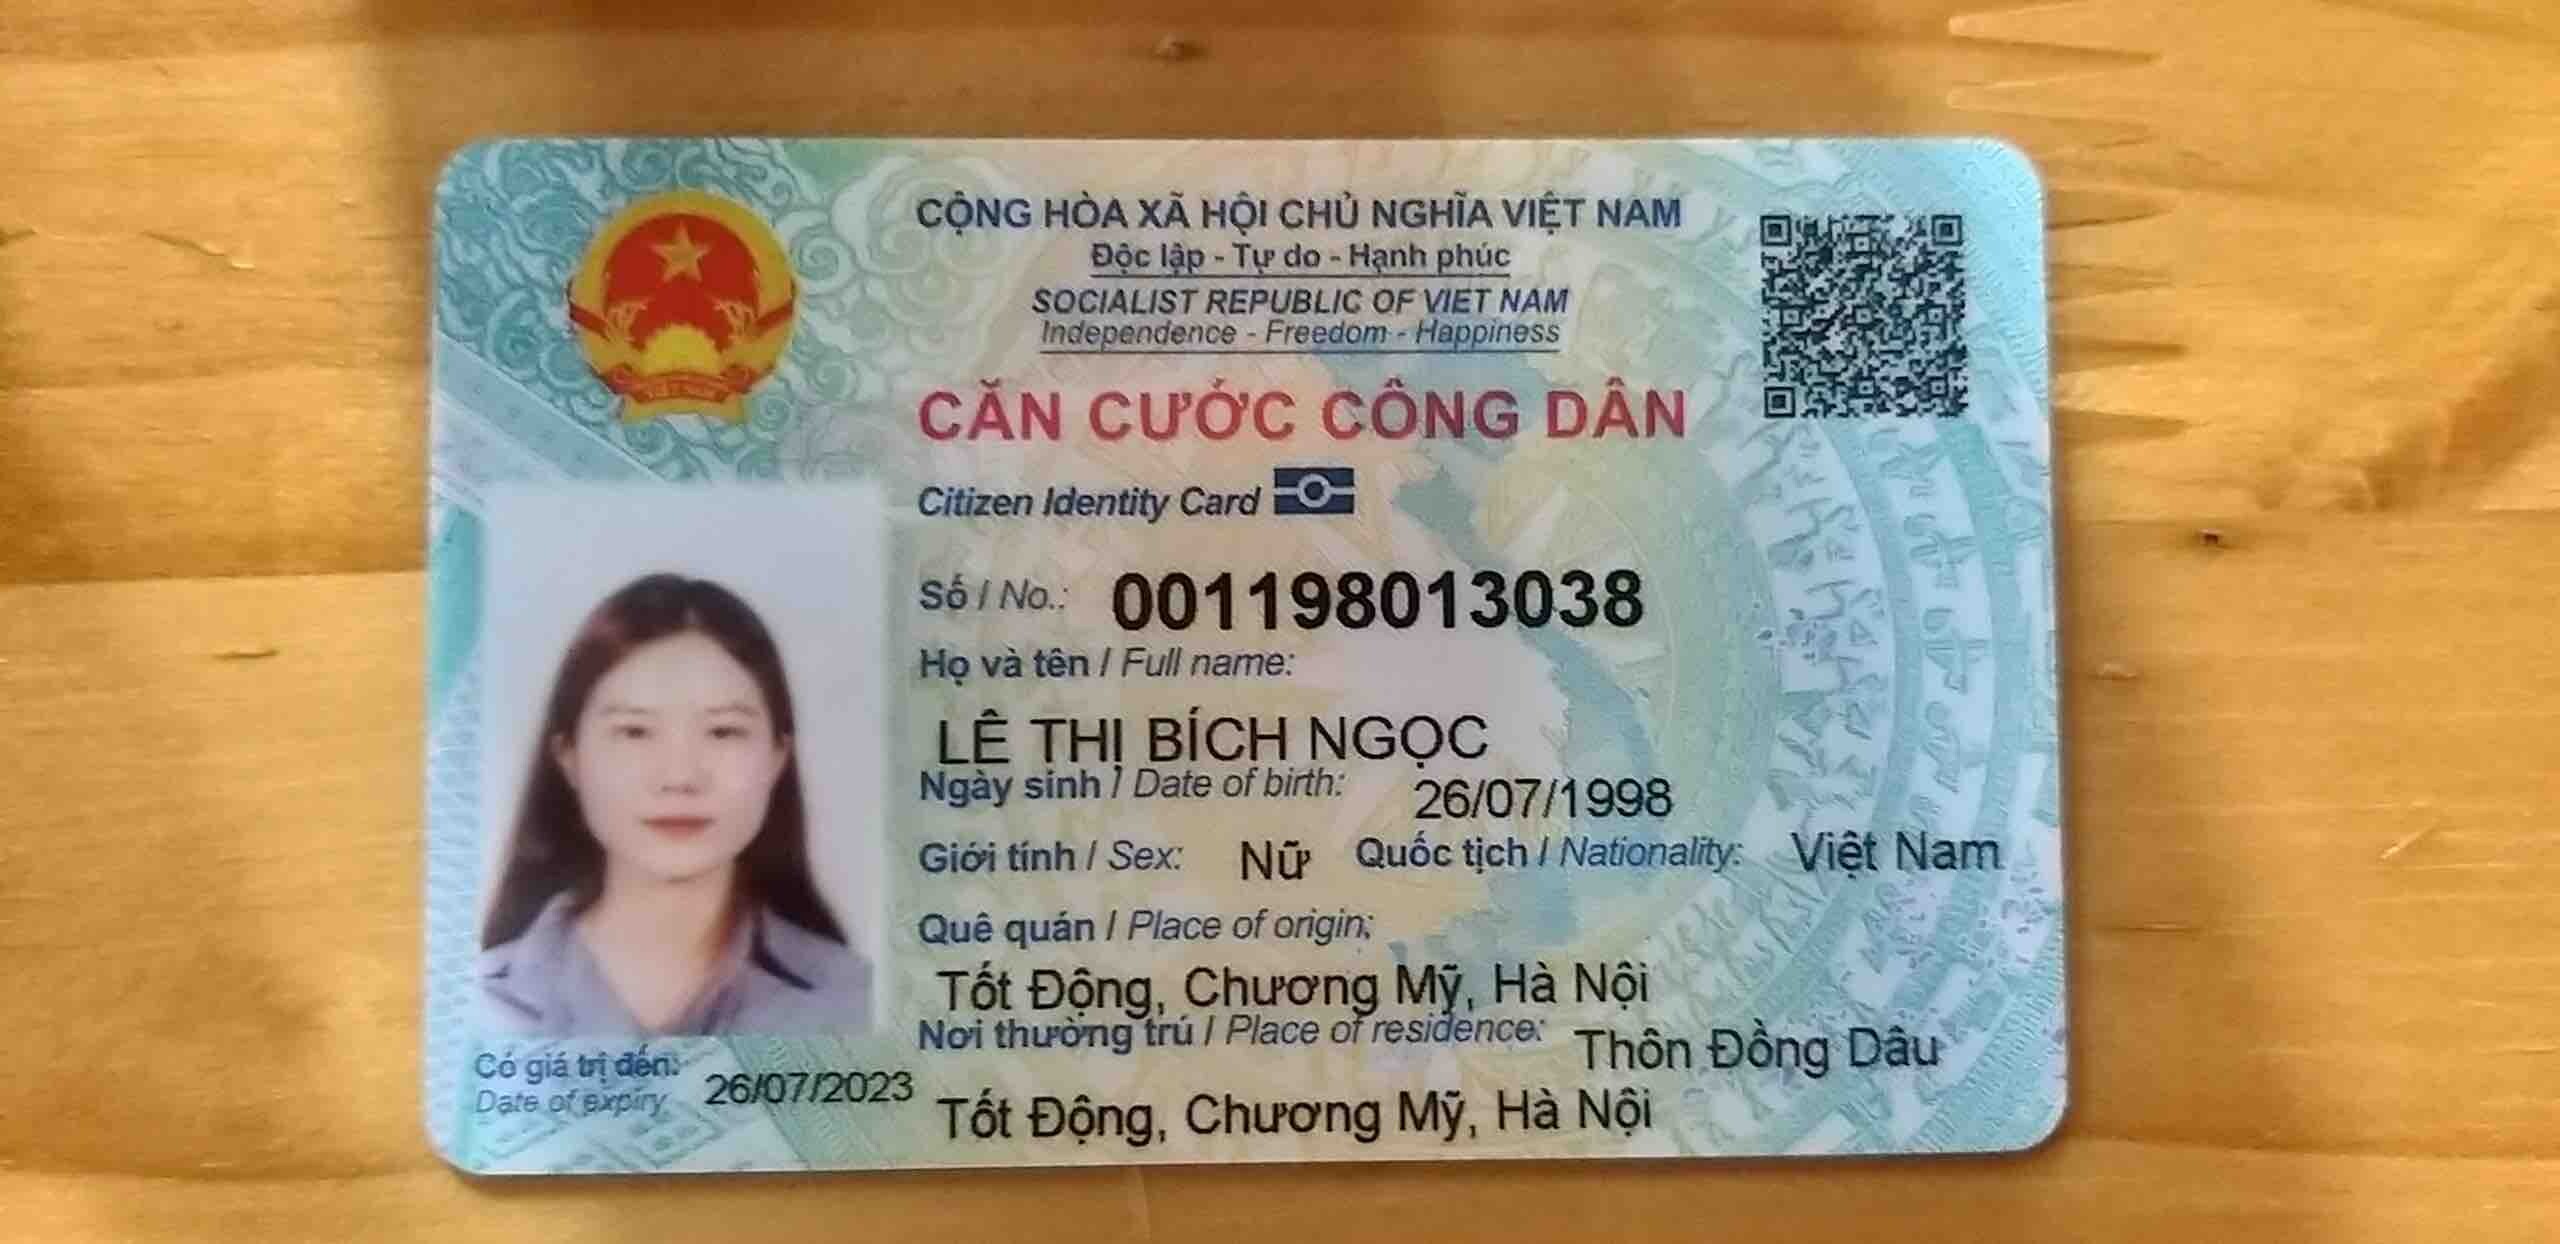 CỘNG HÒA XÃ HỘI CHỦ NGHĨA VIỆT NAM
Độc lập - Tự do - Hạnh phúc
SOCIALIST REPUBLIC OF VIET NAM
Independence - Freedom - Happiness
CĂN CƯỚC CÔNG DÂN
Citizen Identity Card
Số / No.: 001198013038
Họ và tên / Full name:
LÊ THỊ BÍCH NGỌC
Ngày sinh / Date of birth: 26/07/1998
Giới tính / Sex: Nữ Quốc tịch / Nationality: Việt Nam
Quê quán / Place of origin:
Tốt Động, Chương Mỹ, Hà Nội
Nơi thường trú / Place of residence: Thôn Đồng Dâu
Tốt Động, Chương Mỹ, Hà Nội
Có giá trị đến: 26/07/2023
Date of expiry